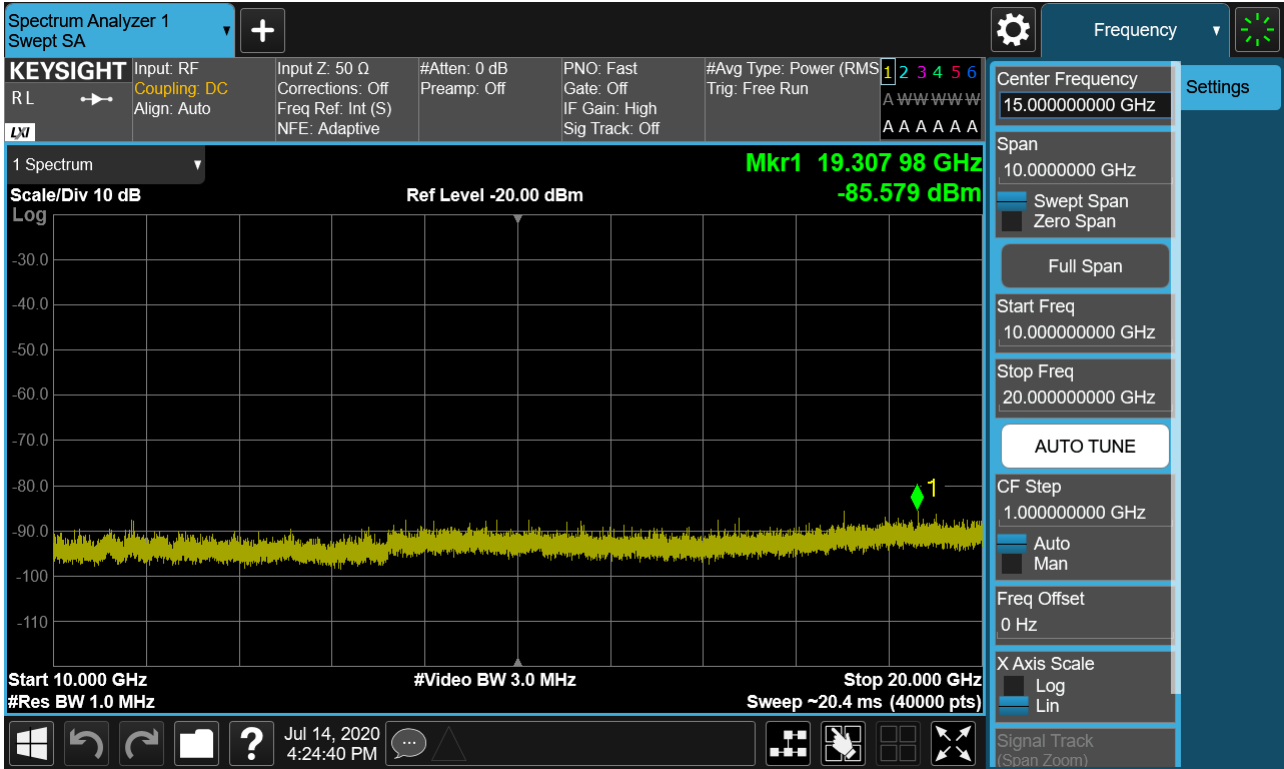 Spectrum Analyzer 1
Swept SA
+
Frequency
KEYSIGHT
R L
LXI
Input: RF
Coupling: DC
Align: Auto
Input Z: 50 Ω
Corrections: Off
Freq Ref: Int (S)
NFE: Adaptive
#Atten: 0 dB
Preamp: Off
PNO: Fast
Gate: Off
IF Gain: High
Sig Track: Off
#Avg Type: Power (RMS
Trig: Free Run
1 2 3 4 5 6
A W W W W W
A A A A A A
1 Spectrum
Mkr1 19.307 98 GHz
-85.579 dBm
Scale/Div 10 dB
Ref Level -20.00 dBm
Log
-30.0
-40.0
-50.0
-60.0
-70.0
-80.0
-90.0
-100
-110
1
Start 10.000 GHz
#Video BW 3.0 MHz
Stop 20.000 GHz
#Res BW 1.0 MHz
Sweep ~20.4 ms (40000 pts)
?
Jul 14, 2020
4:24:40 PM
Center Frequency
15.000000000 GHz
Span
10.0000000 GHz
Swept Span
Zero Span
Full Span
Start Freq
10.000000000 GHz
Stop Freq
20.000000000 GHz
AUTO TUNE
CF Step
1.000000000 GHz
Auto
Man
Freq Offset
0 Hz
X Axis Scale
Log
Lin
Signal Track
(Span Zoom)
Settings